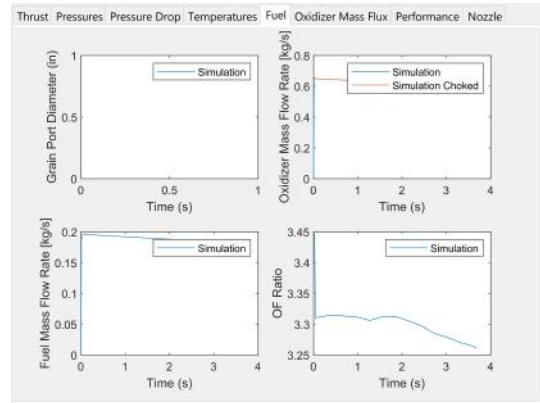 Thrust Pressures Pressure Drop Temperatures Fuel Oxidizer Mass Flux Performance Nozzle
Grain Port Diameter (in)
1
0.5
0
0 0.5 1
Time (s)
Simulation
Oxidizer Mass Flow Rate [kg/s]
0.8
0.6
0.4
0.2
0
0 1 2 3 4
Time (s)
Simulation
Simulation Choked
Fuel Mass Flow Rate [kg/s]
0.2
0.15
0.1
0.05
0
0 1 2 3 4
Time (s)
Simulation
OF Ratio
3.45
3.4
3.35
3.3
3.25
0 1 2 3 4
Time (s)
Simulation